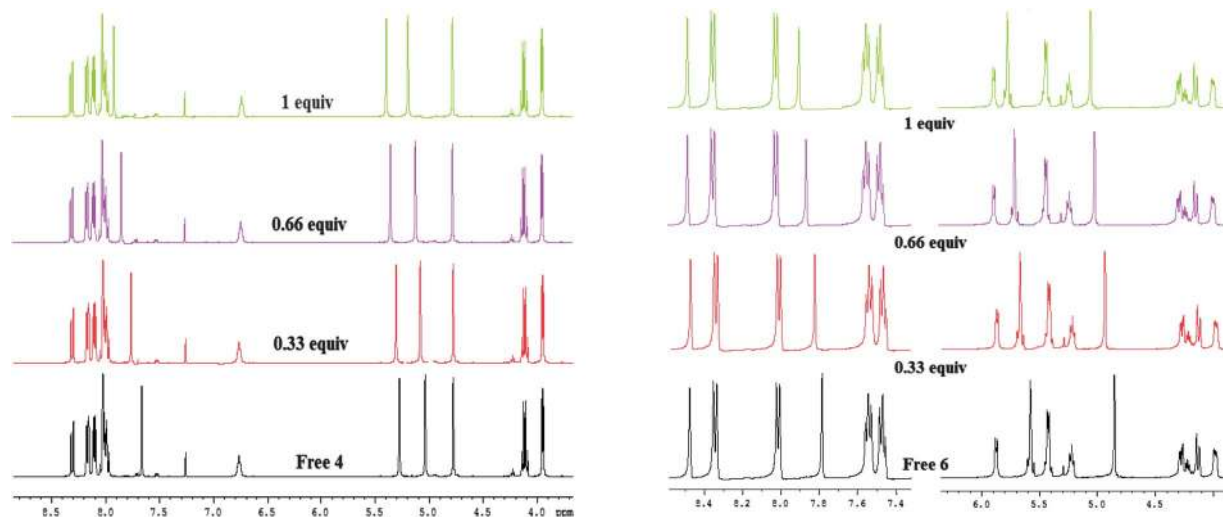 1 equiv
0.66 equiv
0.33 equiv
Free 4
8.5 8.0 7.5 7.0 6.5 6.0 5.5 5.0 4.5 4.0 ppm
1 equiv
0.66 equiv
0.33 equiv
Free 6
8.4 8.2 8.0 7.8 7.6 7.4
6.0 5.5 5.0 4.5